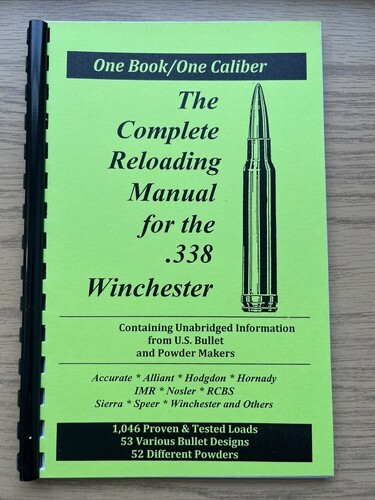 One Book/One Caliber
The
Complete
Reloading
Manual
for the
.338
Winchester
Containing Unabridged Information
from U.S. Bullet
and Powder Makers
Accurate * Alliant * Hodgdon * Hornady
IMR * Nosler * RCBS
Sierra * Speer * Winchester and Others
1,046 Proven & Tested Loads
53 Various Bullet Designs
52 Different Powders